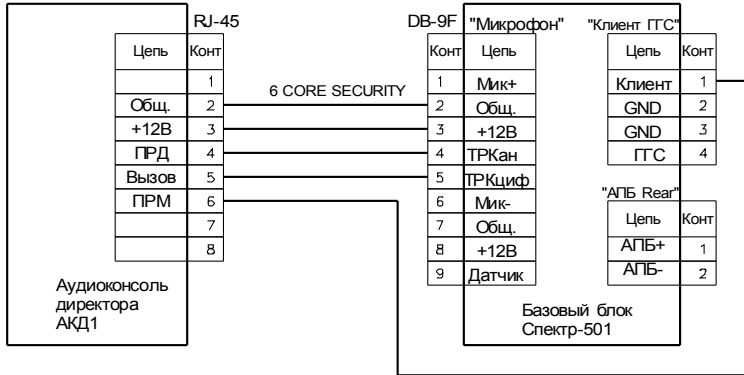 RJ-45
Цепь Конт
1
Общ. 2
+12В 3
ПРД 4
Вызов 5
ПРМ 6
7
8
Аудиоконсоль
директора
АКД1
6 CORE SECURITY
DB-9F "Микрофон"
Конт Цепь
1 Мик+
2 Общ.
3 +12В
4 ТРКан
5 ТРКциф
6 Мик-
7 Общ.
8 +12В
9 Датчик
"Клиент ГГС"
Цепь Конт
Клиент 1
GND 2
GND 3
ГГС 4
"АПБ Rear"
Цепь Конт
АПБ+ 1
АПБ- 2
Базовый блок
Спектр-501